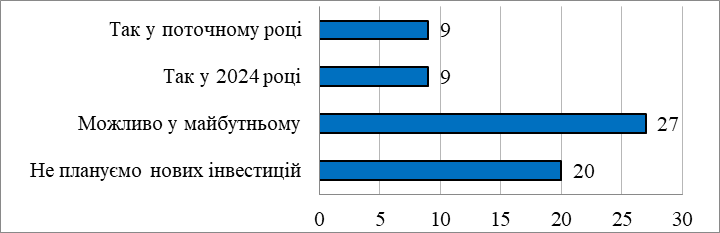 Так у поточному році 9
Так у 2024 році 9
Можливо у майбутньому 27
Не плануємо нових інвестицій 20
0 5 10 15 20 25 30